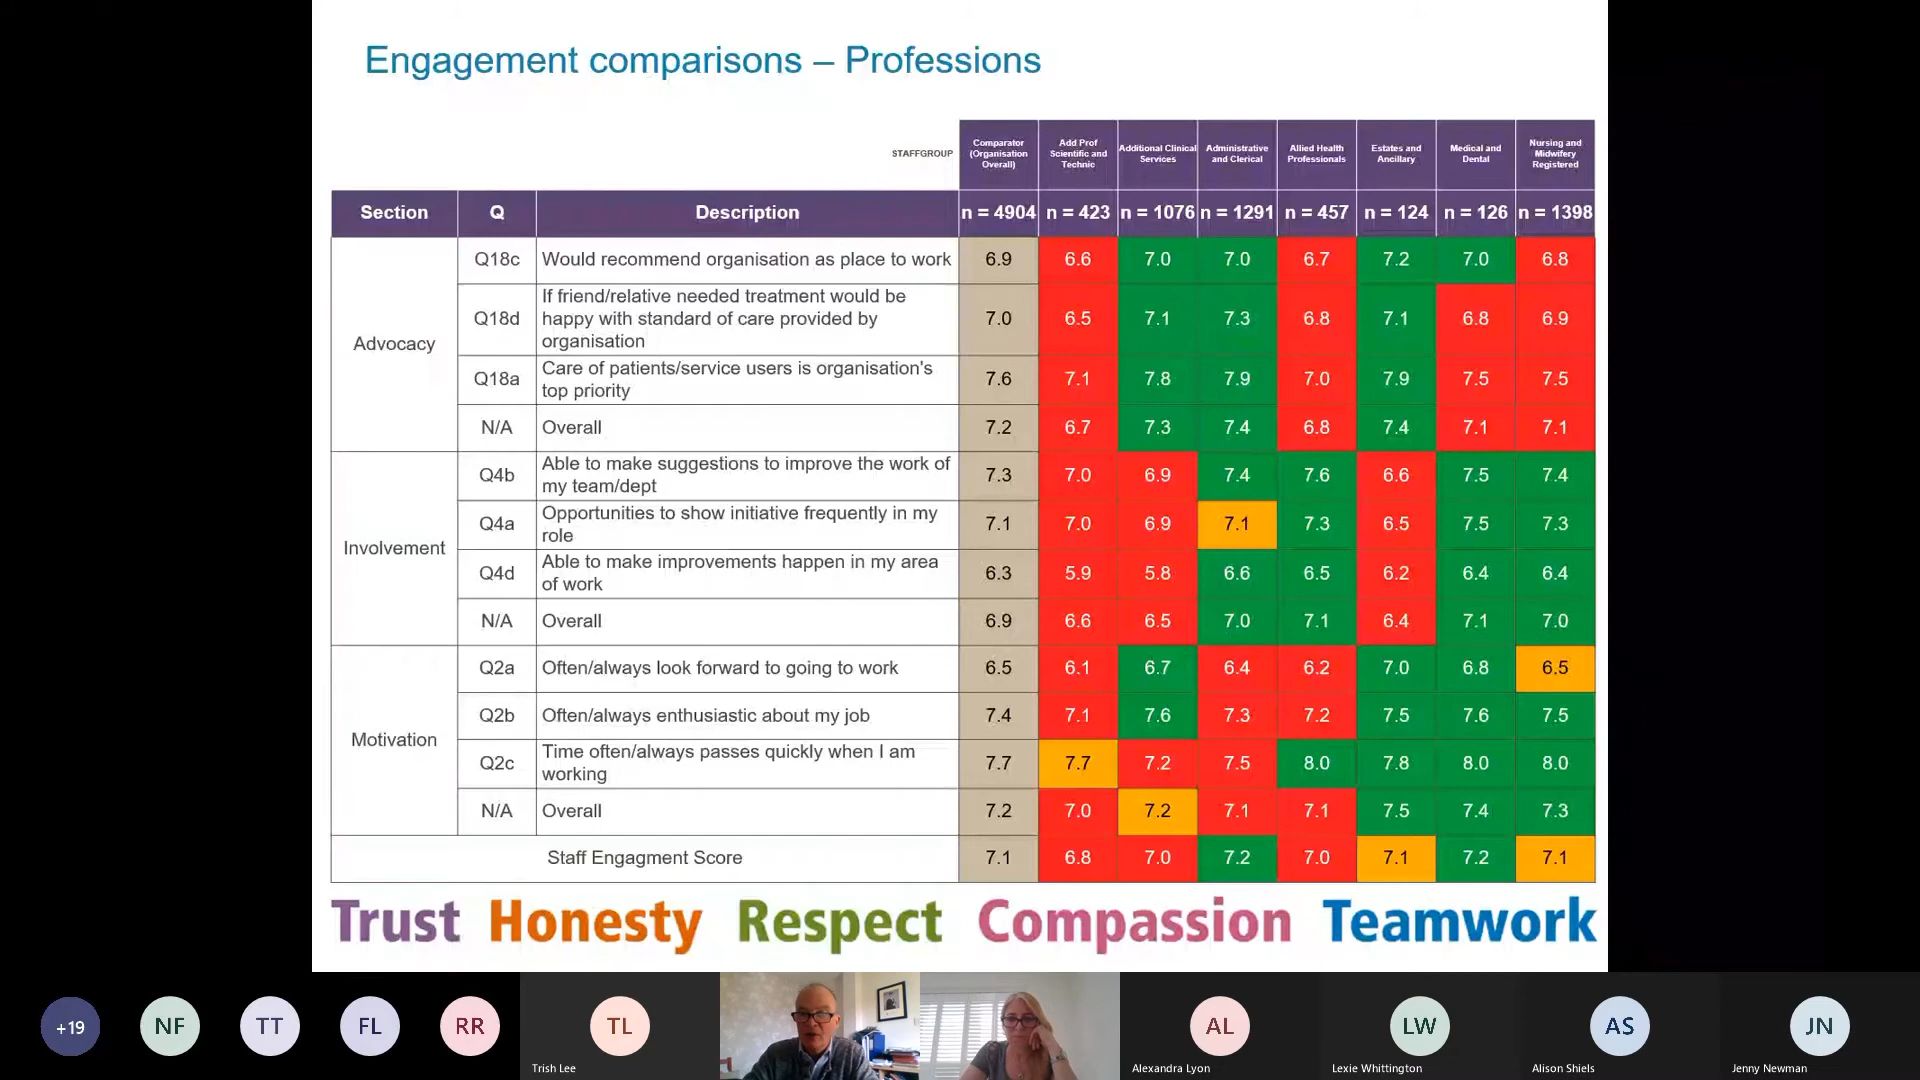 Engagement comparisons – Professions
STAFFGROUP
Comparator (Organisation Overall)
Add Prof Scientific and Technic
Additional Clinical Services
Administrative and Clerical
Allied Health Professionals
Estates and Ancillary
Medical and Dental
Nursing and Midwifery Registered
Section Q Description n = 4904 n = 423 n = 1076 n = 1291 n = 457 n = 124 n = 126 n = 1398
Advocacy
Q18c Would recommend organisation as place to work 6.9 6.6 7.0 7.0 6.7 7.2 7.0 6.8
Q18d If friend/relative needed treatment would be
happy with standard of care provided by
organisation 7.0 6.5 7.1 7.3 6.8 7.1 6.8 6.9
Q18a Care of patients/service users is organisation's
top priority 7.6 7.1 7.8 7.9 7.0 7.9 7.5 7.5
N/A Overall 7.2 6.7 7.3 7.4 6.8 7.4 7.1 7.1
Involvement
Q4b Able to make suggestions to improve the work of
my team/dept 7.3 7.0 6.9 7.4 7.6 6.6 7.5 7.4
Q4a Opportunities to show initiative frequently in my
role 7.1 7.0 6.9 7.1 7.3 6.5 7.5 7.3
Q4d Able to make improvements happen in my area
of work 6.3 5.9 5.8 6.6 6.5 6.2 6.4 6.4
N/A Overall 6.9 6.6 6.5 7.0 7.1 6.4 7.1 7.0
Motivation
Q2a Often/always look forward to going to work 6.5 6.1 6.7 6.4 6.2 7.0 6.8 6.5
Q2b Often/always enthusiastic about my job 7.4 7.1 7.6 7.3 7.2 7.5 7.6 7.5
Q2c Time often/always passes quickly when I am
working 7.7 7.7 7.2 7.5 8.0 7.8 8.0 8.0
N/A Overall 7.2 7.0 7.2 7.1 7.1 7.5 7.4 7.3
Staff Engagment Score 7.1 6.8 7.0 7.2 7.0 7.1 7.2 7.1
Trust Honesty Respect Compassion Teamwork
+19 NF TT FL RR TL AL LW AS JN
Trish Lee Alexandra Lyon Lexie Whittington Alison Shiels Jenny Newman